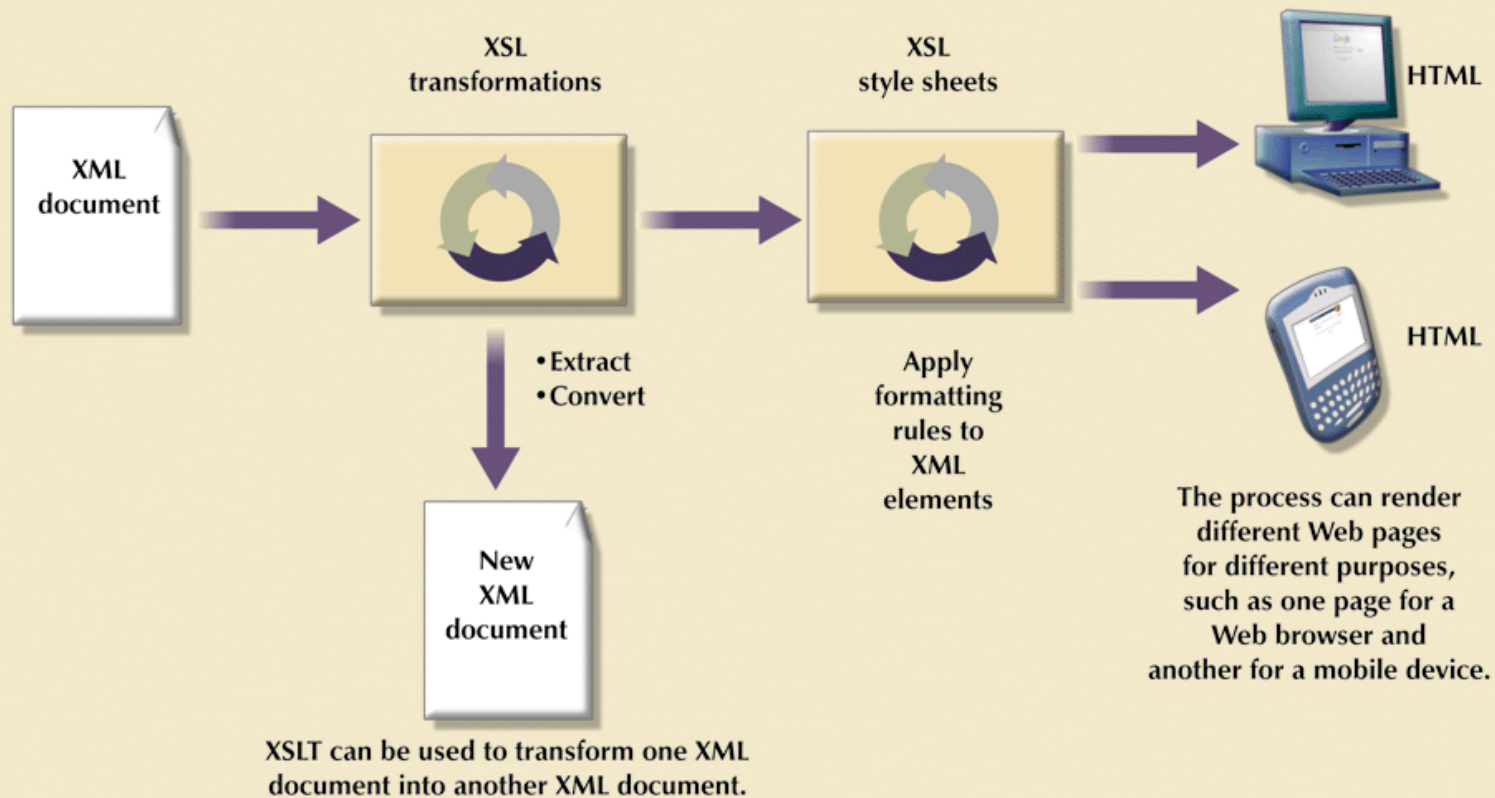 XSL
transformations
XSL
style sheets
HTML
XML
document
HTML
•Extract
•Convert
Apply
formatting
rules to
XML
elements
New
XML
document
The process can render
different Web pages
for different purposes,
such as one page for a
Web browser and
another for a mobile device.
XSLT can be used to transform one XML
document into another XML document.